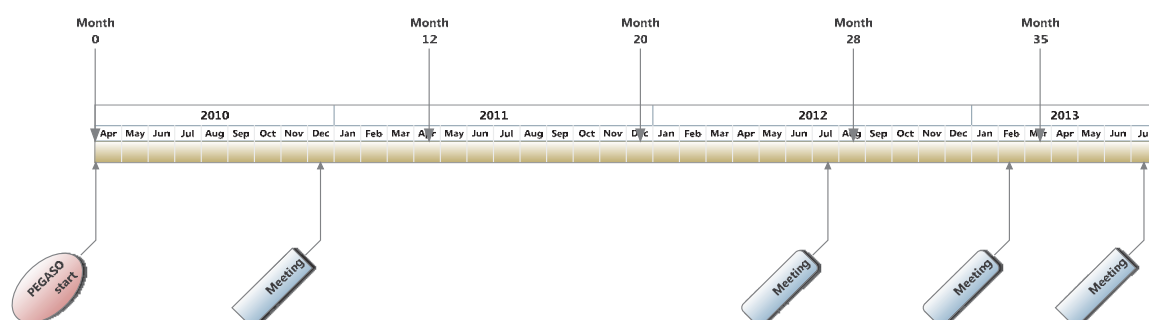 Month Month Month Month Month
0 12 20 28 35
2010 2011 2012 2013
Apr May Jun Jul Aug Sep Oct Nov Dec Jan Feb Mar Apr May Jun Jul Aug Sep Oct Nov Dec Jan Feb Mar Apr May Jun Jul Aug Sep Oct Nov Dec Jan Feb Mar Apr May Jun Ju
PEGASO
start
Meeting
Meeting
Meeting
Meeting